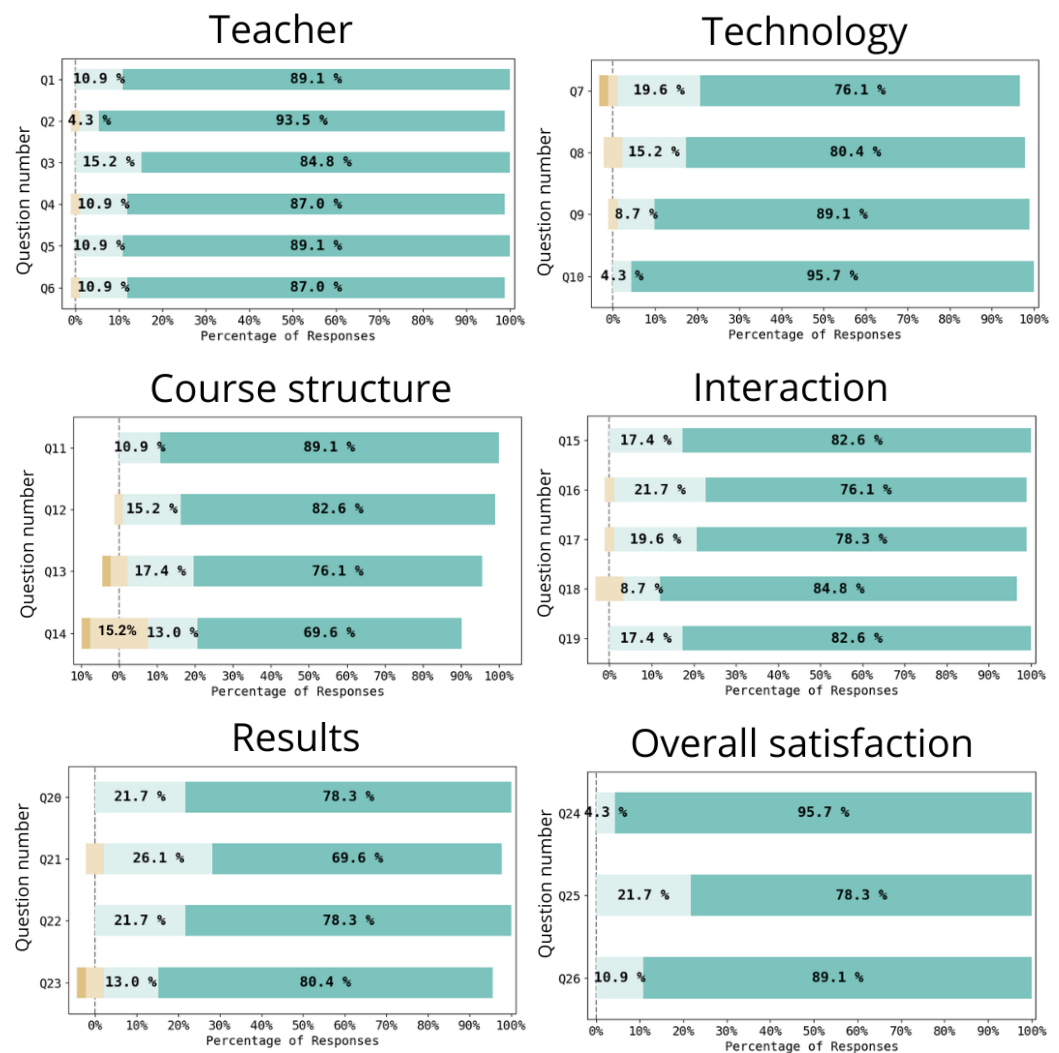 Teacher
Question number
Q1 10.9 % 89.1 %
Q2 4.3 % 93.5 %
Q3 15.2 % 84.8 %
Q4 10.9 % 87.0 %
Q5 10.9 % 89.1 %
Q6 10.9 % 87.0 %
0% 10% 20% 30% 40% 50% 60% 70% 80% 90% 100%
Percentage of Responses
Technology
Question number
Q7 19.6 % 76.1 %
Q8 15.2 % 80.4 %
Q9 8.7 % 89.1 %
Q10 4.3 % 95.7 %
0% 10% 20% 30% 40% 50% 60% 70% 80% 90% 100%
Percentage of Responses
Course structure
Question number
Q11 10.9 % 89.1 %
Q12 15.2 % 82.6 %
Q13 17.4 % 76.1 %
Q14 15.2% 13.0 % 69.6 %
10% 0% 10% 20% 30% 40% 50% 60% 70% 80% 90% 100%
Percentage of Responses
Interaction
Question number
Q15 17.4 % 82.6 %
Q16 21.7 % 76.1 %
Q17 19.6 % 78.3 %
Q18 8.7 % 84.8 %
Q19 17.4 % 82.6 %
0% 10% 20% 30% 40% 50% 60% 70% 80% 90% 100%
Percentage of Responses
Results
Question number
Q20 21.7 % 78.3 %
Q21 26.1 % 69.6 %
Q22 21.7 % 78.3 %
Q23 13.0 % 80.4 %
0% 10% 20% 30% 40% 50% 60% 70% 80% 90% 100%
Percentage of Responses
Overall satisfaction
Question number
Q24 4.3 % 95.7 %
Q25 21.7 % 78.3 %
Q26 10.9 % 89.1 %
0% 10% 20% 30% 40% 50% 60% 70% 80% 90% 100%
Percentage of Responses